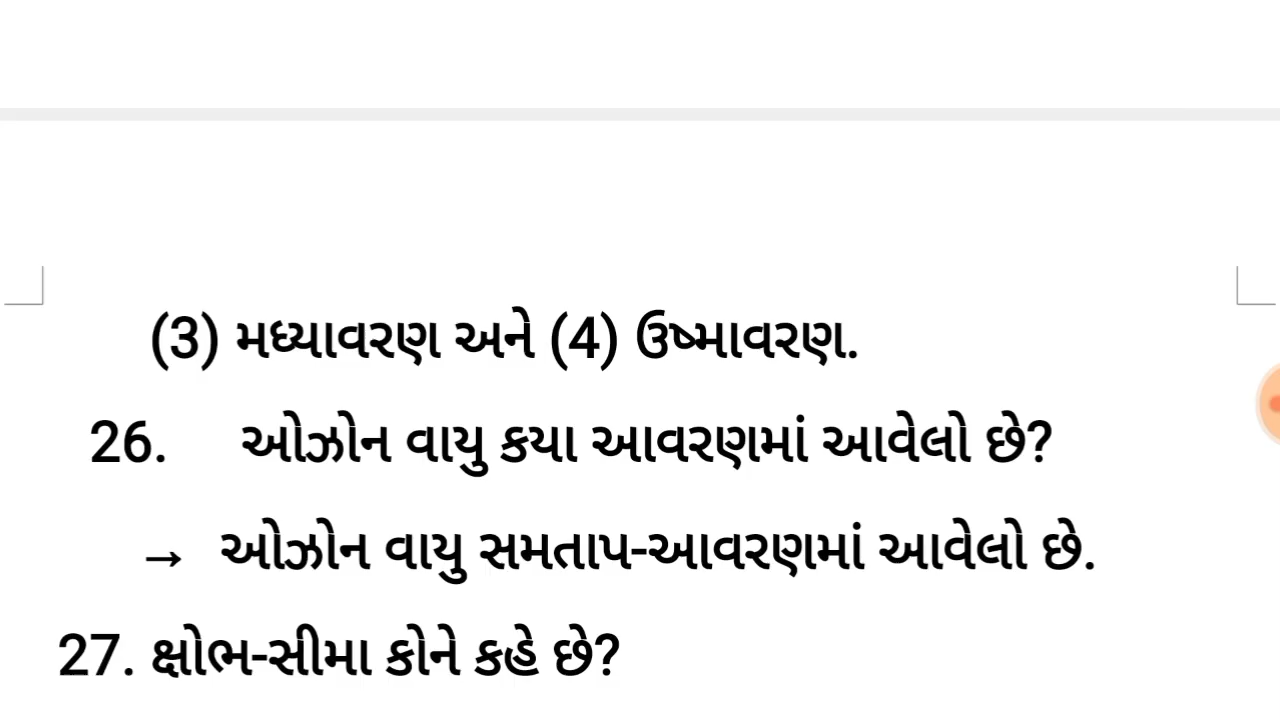 (3) મધ્યાવરણ અને (4) ઉષ્માવરણ.
26. ઓઝોન વાયુ કયા આવરણમાં આવેલો છે?
→ ઓઝોન વાયુ સમતાપ-આવરણમાં આવેલો છે.
27. ક્ષોભ-સીમા કોને કહે છે?